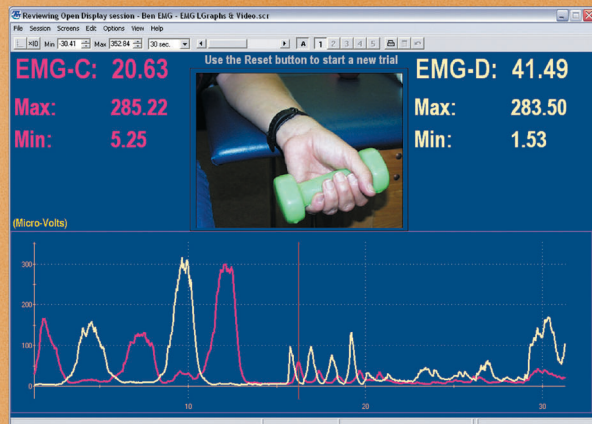 Reviewing Open Display session - Ben EMG - EMG LGraphs & Video.scr
File Session Screens Edit Options View Help
L ×10 Min -30.41 Max 352.84 30 sec. A 1 2 3 4 5
Use the Reset button to start a new trial
EMG-C: 20.63
Max: 285.22
Min: 5.25
EMG-D: 41.49
Max: 283.50
Min: 1.53
(Micro-Volts)
300
200
100
0
10 20 30